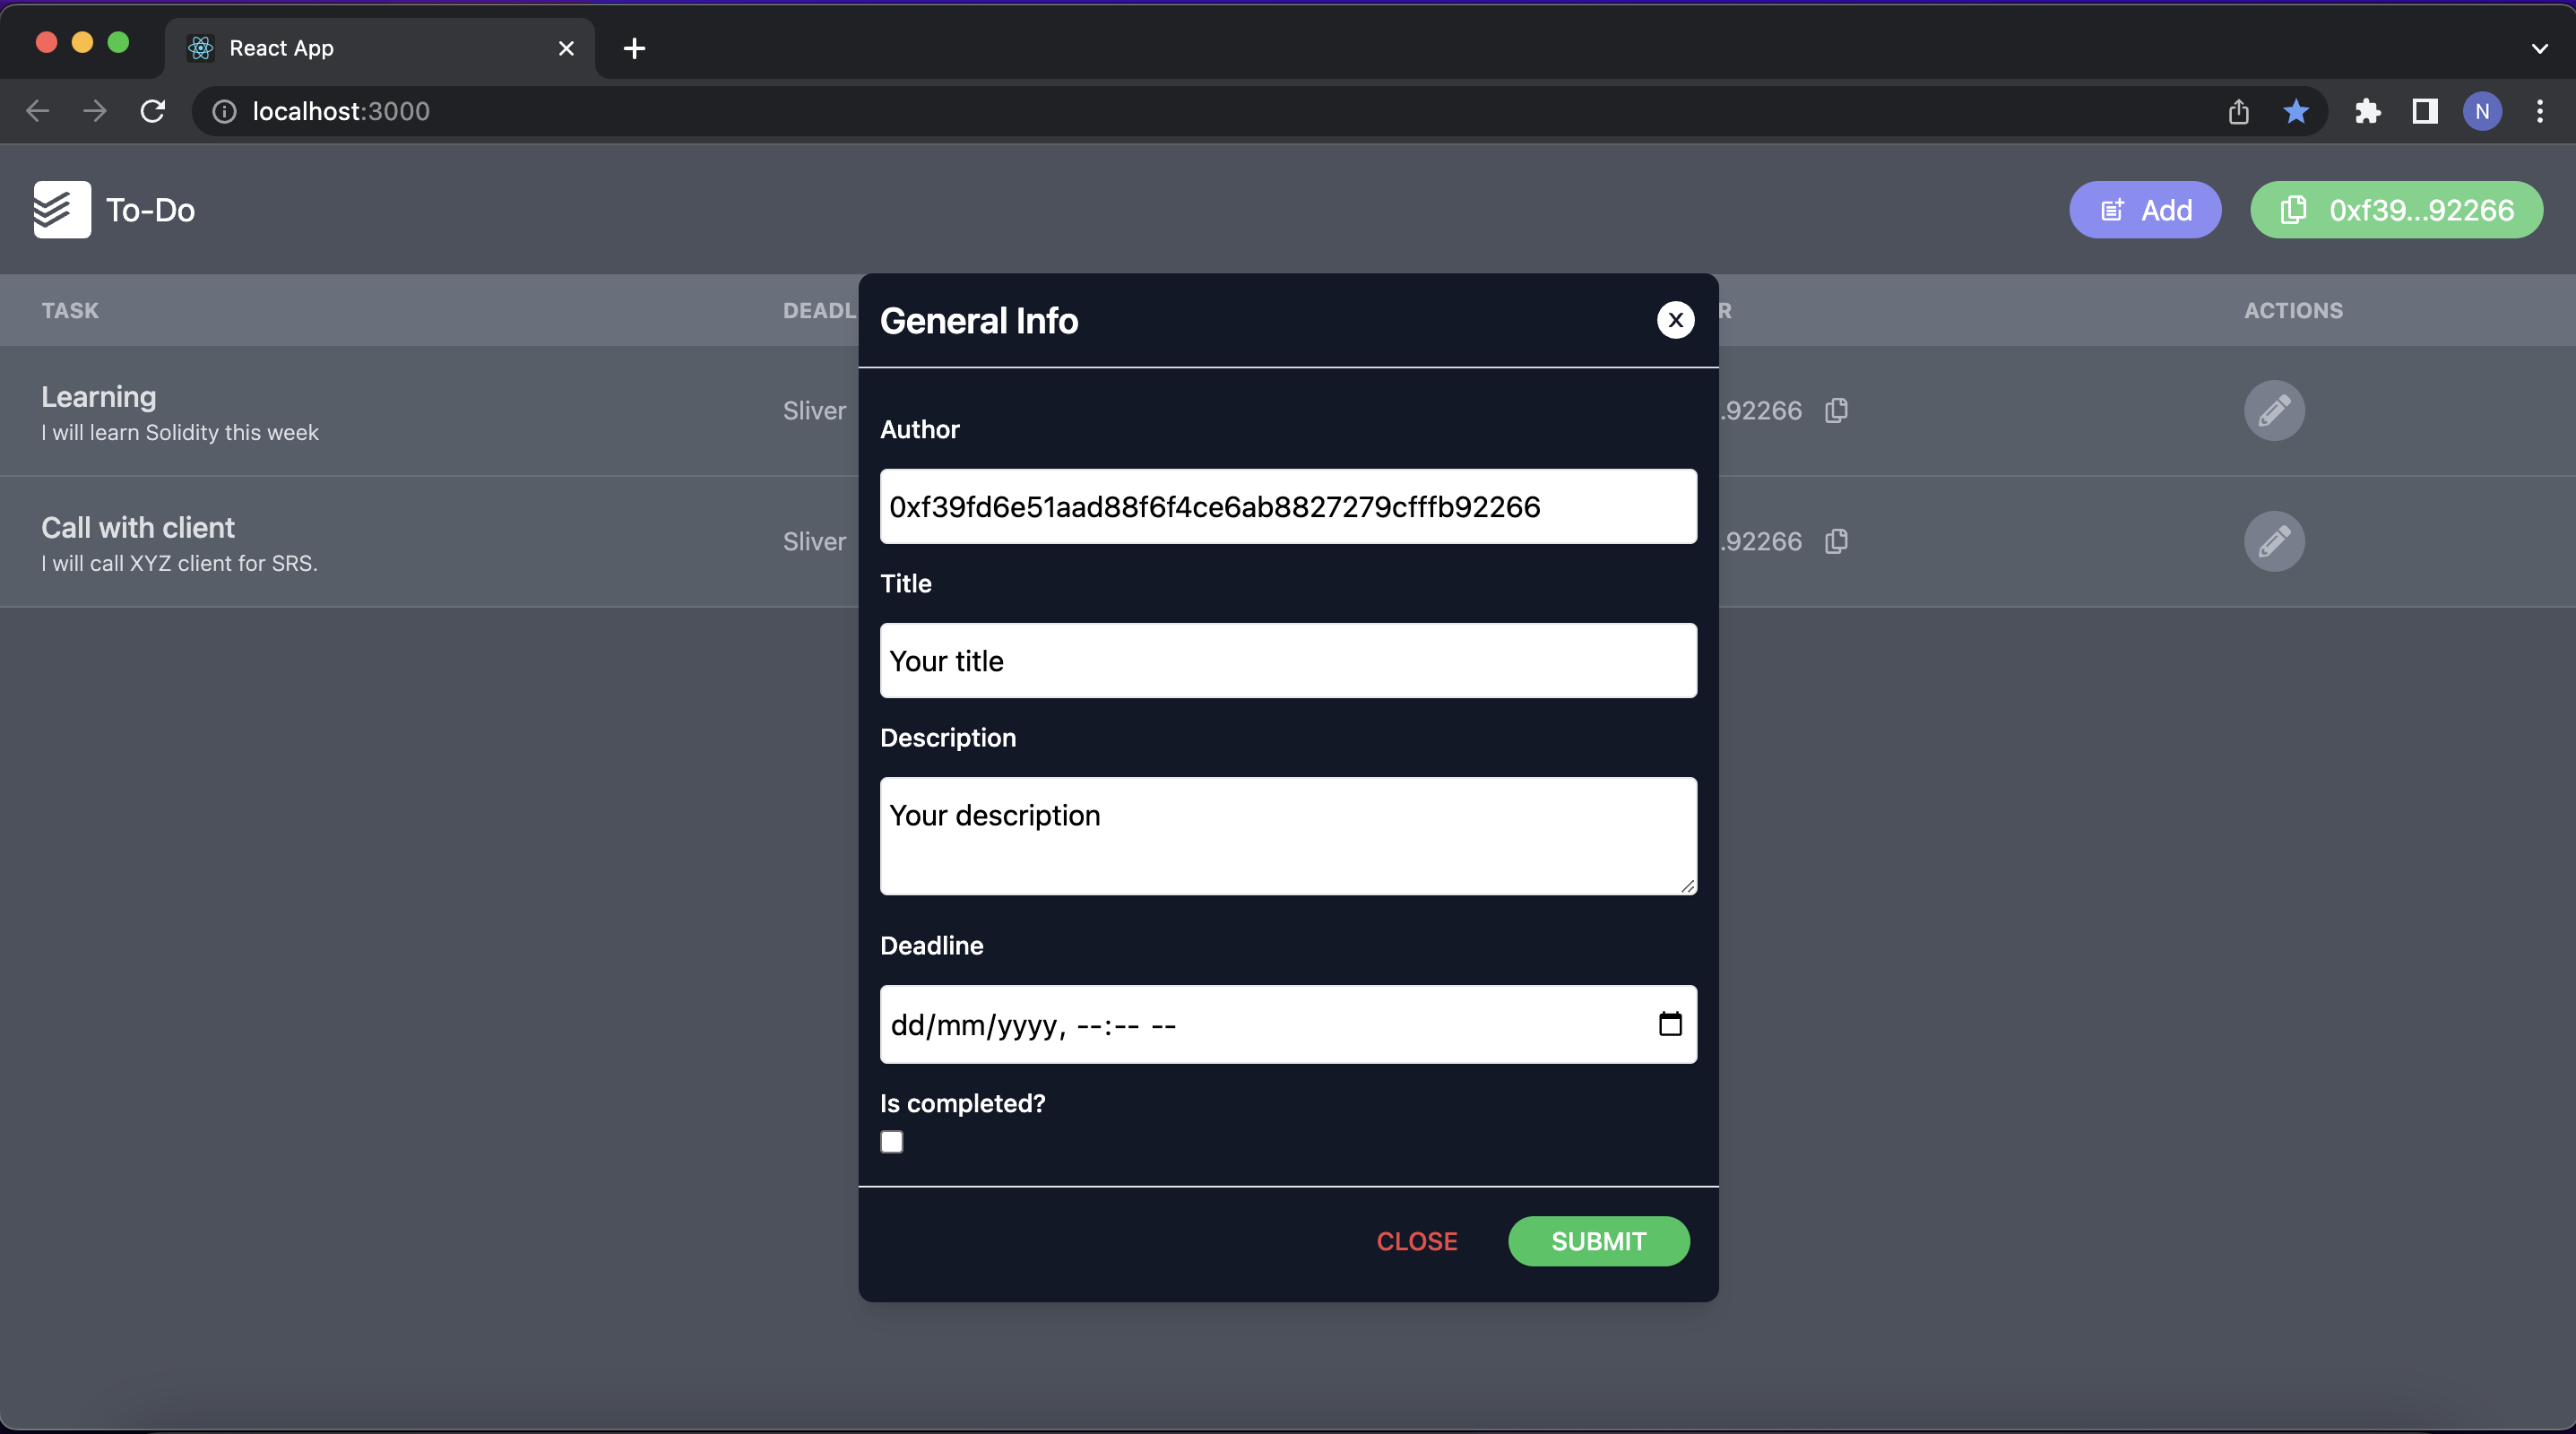 React App
localhost:3000
N
To-Do
Add
0xf39...92266
TASK DEADL R ACTIONS
Learning
I will learn Solidity this week
Sliver
.92266
Call with client
I will call XYZ client for SRS.
Sliver
.92266
General Info
X
Author
0xf39fd6e51aad88f6f4ce6ab8827279cfffb92266
Title
Your title
Description
Your description
Deadline
dd/mm/yyyy, --:-- --
Is completed?
CLOSE
SUBMIT